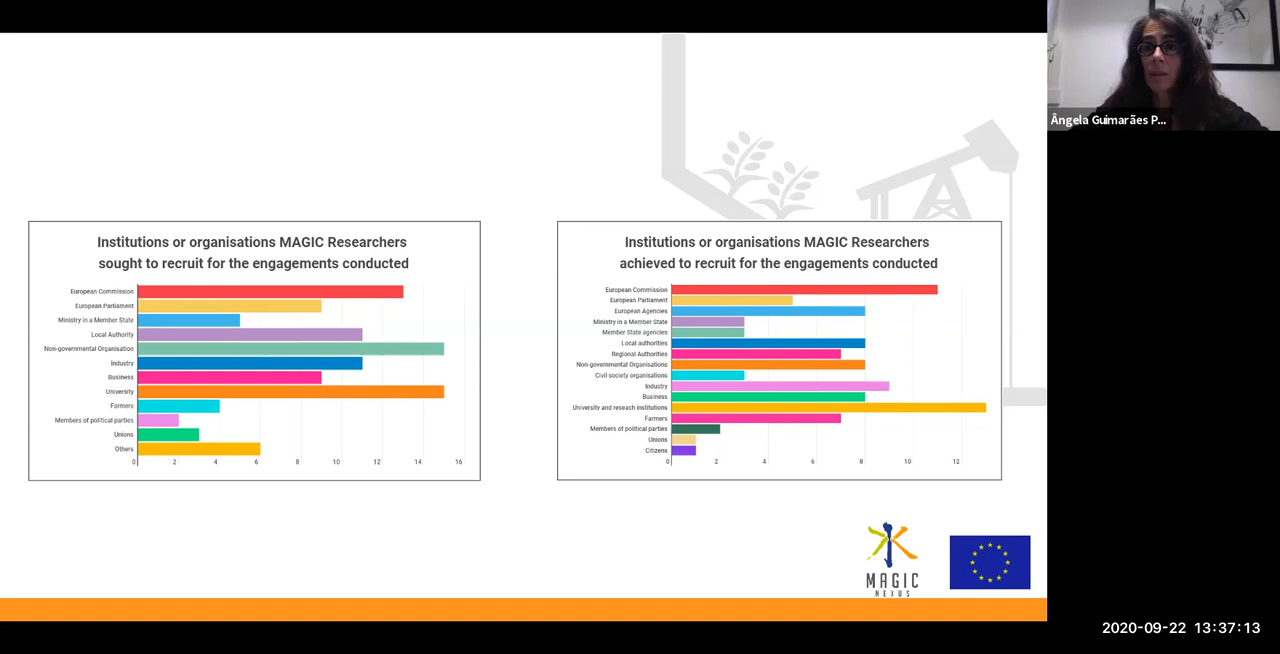 Institutions or organisations MAGIC Researchers
sought to recruit for the engagements conducted
European Commission
European Parliament
Ministry in a Member State
Local Authority
Non-governmental Organisation
Industry
Business
University
Farmers
Members of political parties
Unions
Others
0 2 4 6 8 10 12 14 16
Institutions or organisations MAGIC Researchers
achieved to recruit for the engagements conducted
European Commission
European Parliament
European Agencies
Ministry in a Member State
Member State agencies
Local authorities
Regional Authorities
Non-governmental Organisations
Civil society organisations
Industry
Business
University and reseach institutions
Farmers
Members of political parties
Unions
Citizens
0 2 4 6 8 10 12
MAGIC
NEXUS
Ângela Guimarães P...
2020-09-22 13:37:13